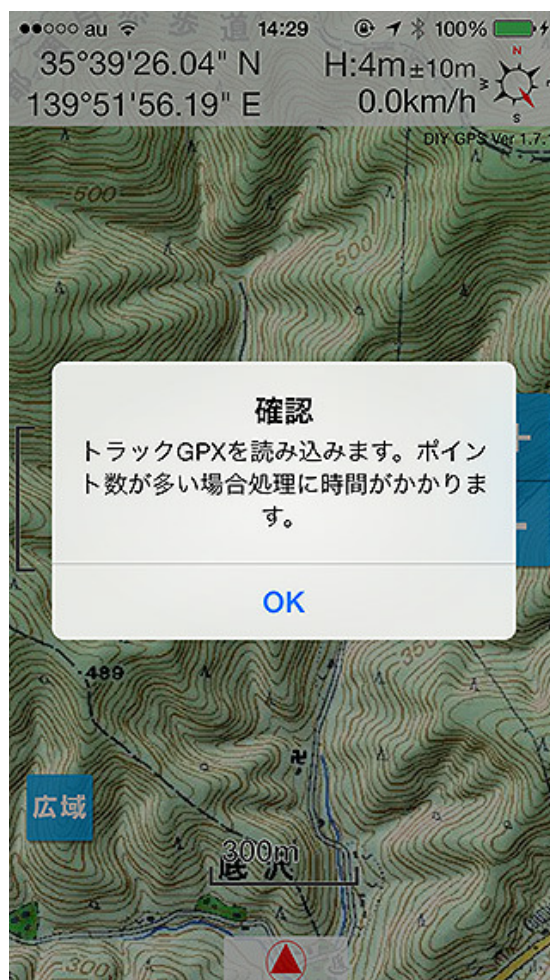 au 14:29 100%
35°39'26.04" N H:4m±10m
139°51'56.19" E 0.0km/h
N
S
DIY GPS Ver 1.7.
500
500
確認
トラックGPXを読み込みます。ポイン
ト数が多い場合処理に時間がかかりま
す。
OK
350
489
広域
300m
底沢
300